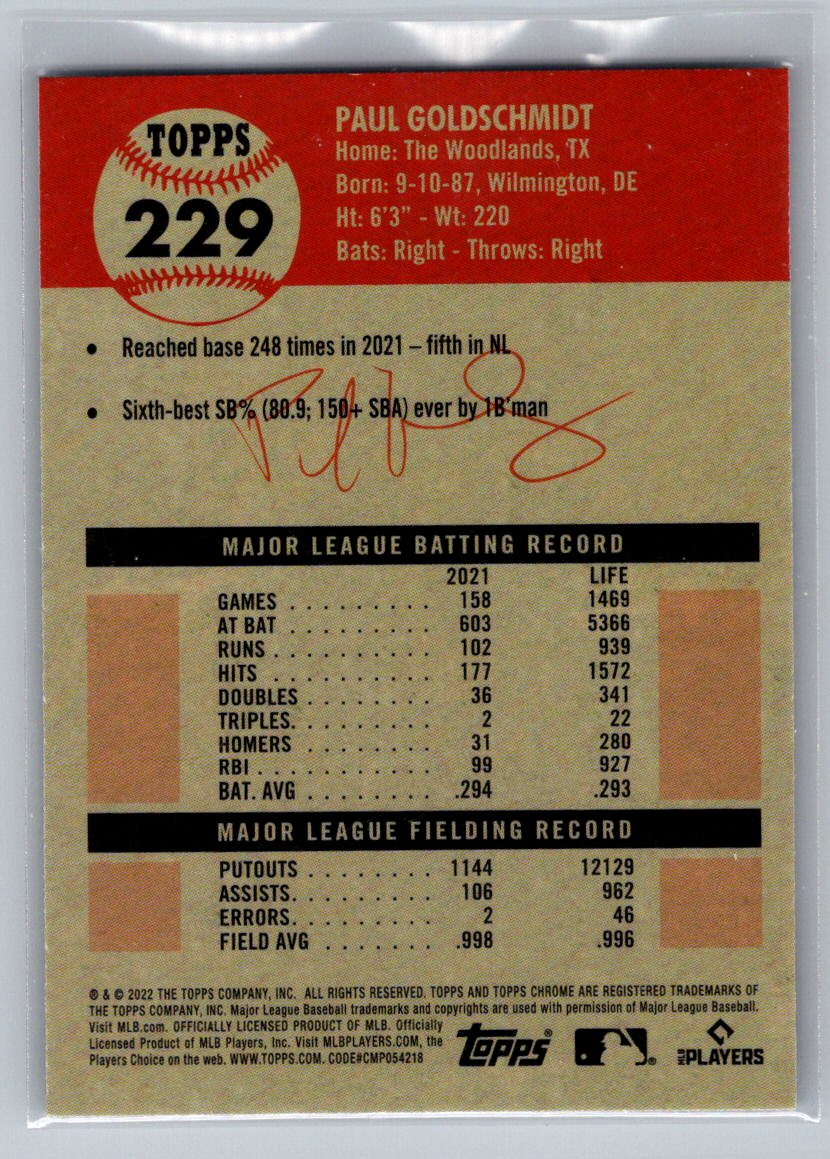 TOPPS
229
PAUL GOLDSCHMIDT
Home: The Woodlands, TX
Born: 9-10-87, Wilmington, DE
Ht: 6'3" - Wt: 220
Bats: Right - Throws: Right
• Reached base 248 times in 2021 – fifth in NL
• Sixth-best SB% (80.9; 150+ SBA) ever by 1B'man
MAJOR LEAGUE BATTING RECORD
2021 LIFE
GAMES . . . . . . . . . 158 1469
AT BAT . . . . . . . . . 603 5366
RUNS . . . . . . . . . . 102 939
HITS . . . . . . . . . . 177 1572
DOUBLES . . . . . . . . 36 341
TRIPLES. . . . . . . . . 2 22
HOMERS . . . . . . . . 31 280
RBI . . . . . . . . . . . 99 927
BAT. AVG . . . . . . . . .294 .293
MAJOR LEAGUE FIELDING RECORD
PUTOUTS . . . . . . . . 1144 12129
ASSISTS. . . . . . . . . 106 962
ERRORS. . . . . . . . . 2 46
FIELD AVG . . . . . . . .998 .996
® & © 2022 THE TOPPS COMPANY, INC. ALL RIGHTS RESERVED. TOPPS AND TOPPS CHROME ARE REGISTERED TRADEMARKS OF
THE TOPPS COMPANY, INC. Major League Baseball trademarks and copyrights are used with permission of Major League Baseball.
Visit MLB.com. OFFICIALLY LICENSED PRODUCT OF MLB. Officially
Licensed Product of MLB Players, Inc. Visit MLBPLAYERS.COM, the
Players Choice on the web. WWW.TOPPS.COM. CODE#CMP054218
topps®
MLB PLAYERS